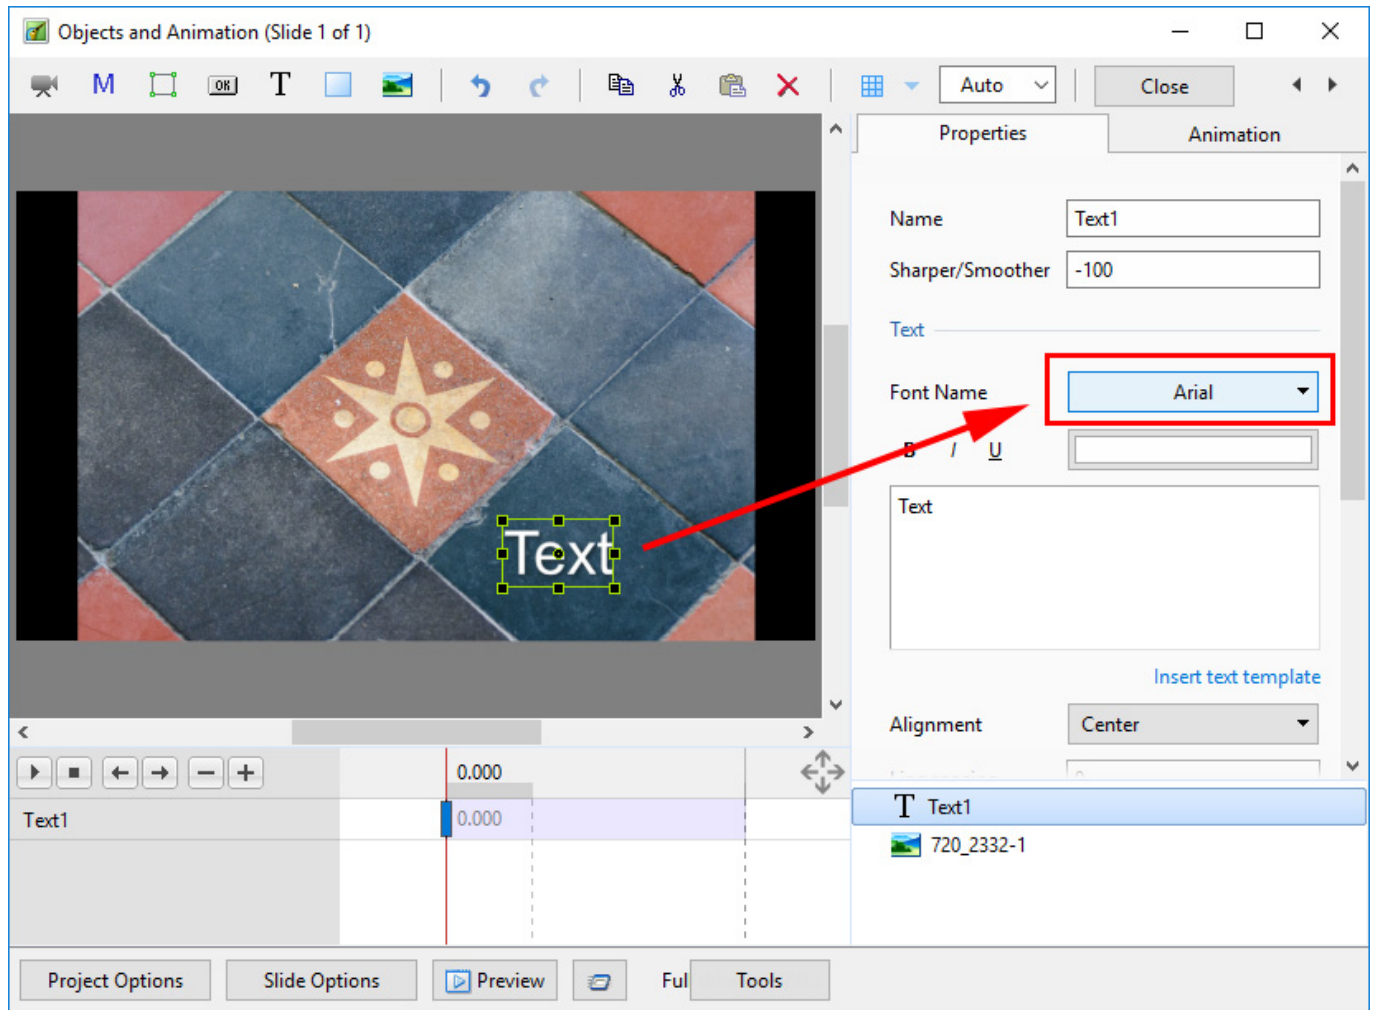 Objects and Animation (Slide 1 of 1)
M OK T Auto Close
Properties Animation
Name Text1
Sharper/Smoother -100
Text
Font Name Arial
B I U
Text
Text
Insert text template
Alignment Center
0.000
Text1 0.000
T Text1
720_2332-1
Project Options Slide Options Preview Ful Tools